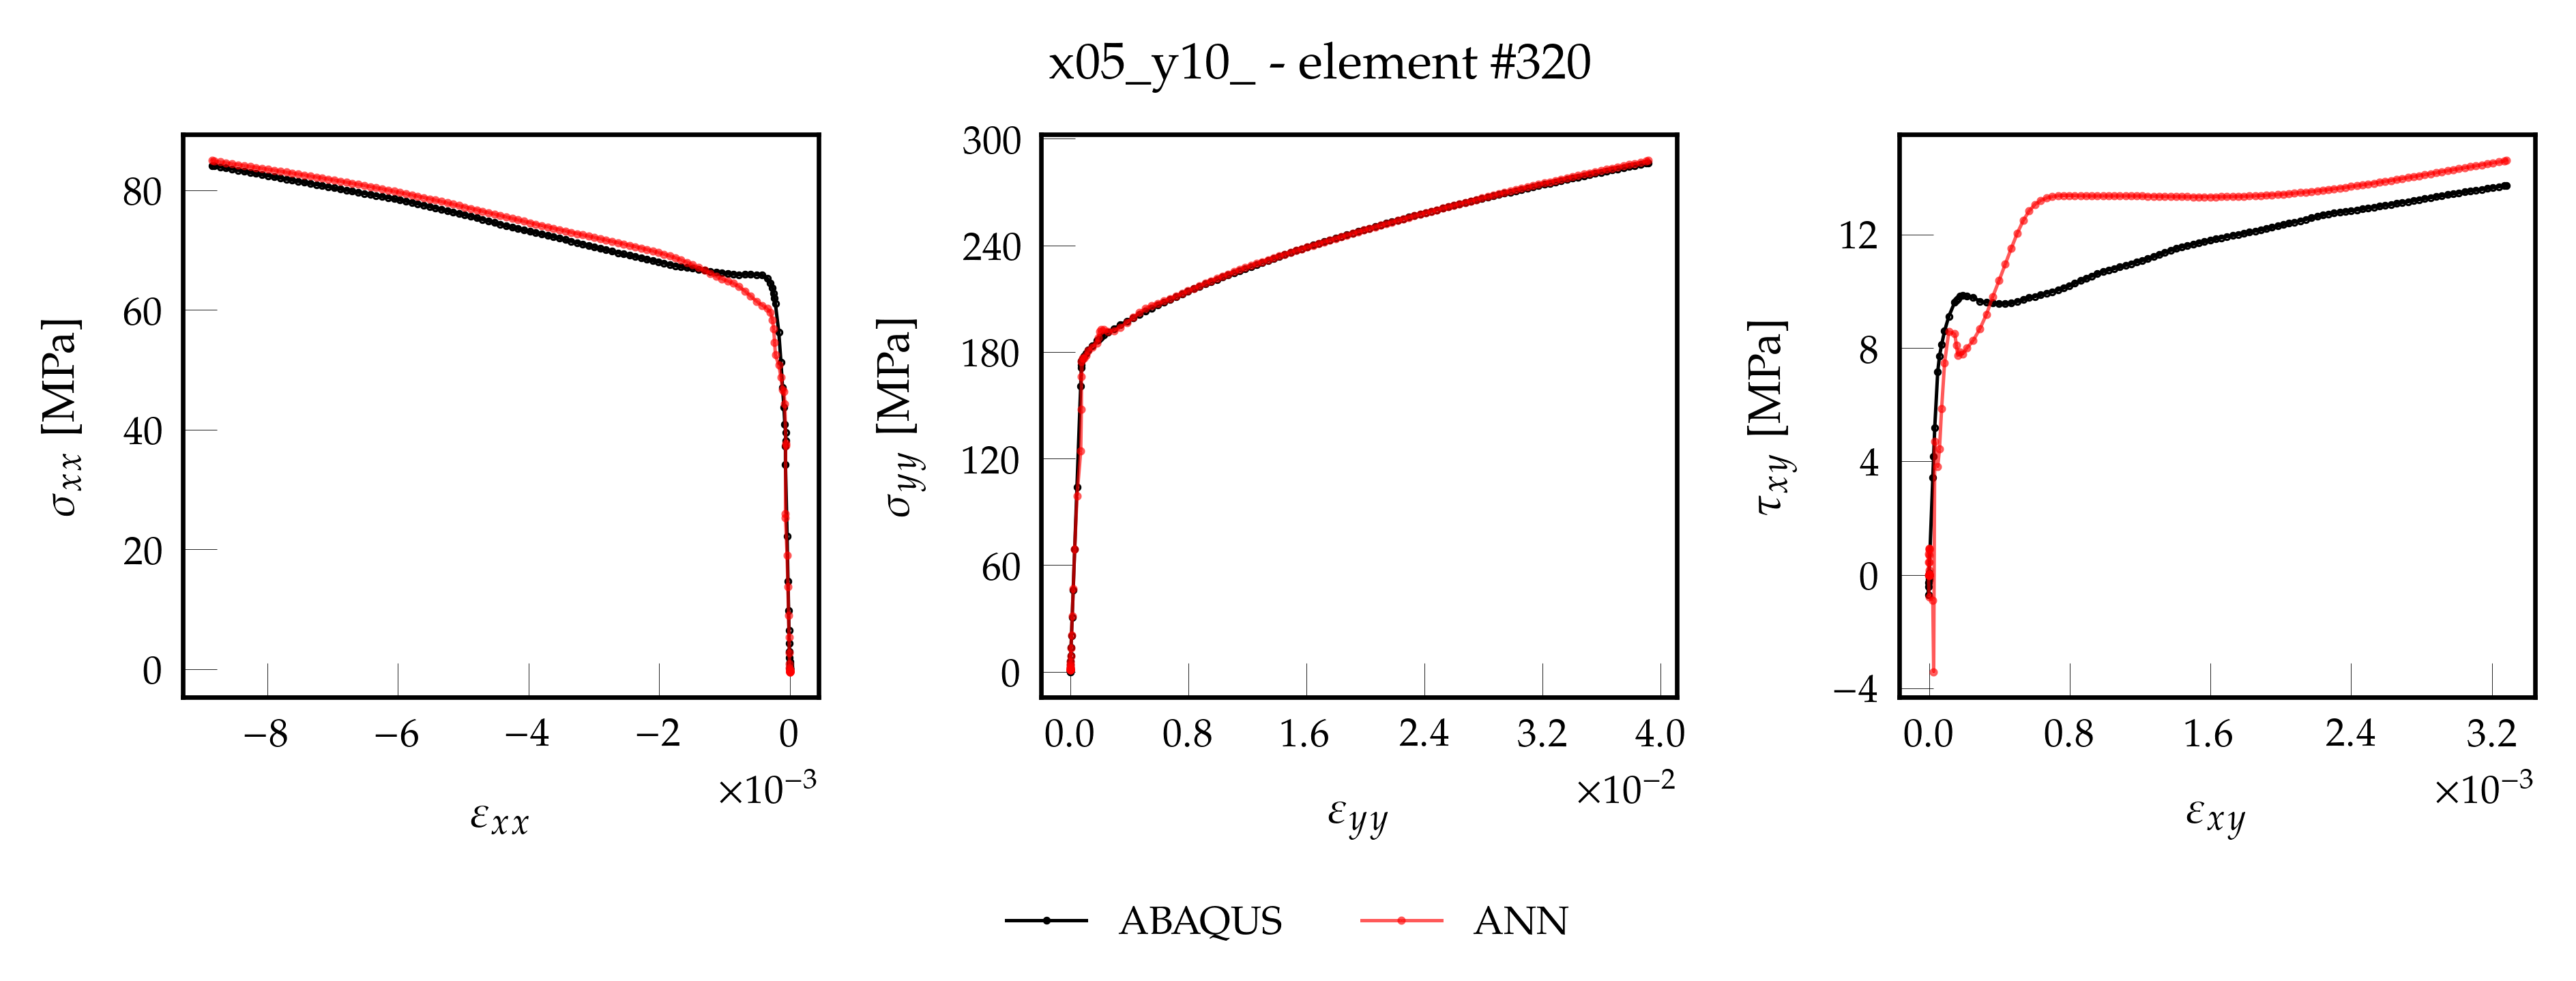 x05_y10_ - element #320
σxx [MPa]
80
60
40
20
0
−8 −6 −4 −2 0
×10−3
εxx
σyy [MPa]
300
240
180
120
60
0
0.0 0.8 1.6 2.4 3.2 4.0
×10−2
εyy
τxy [MPa]
12
8
4
0
−4
0.0 0.8 1.6 2.4 3.2
×10−3
εxy
ABAQUS ANN